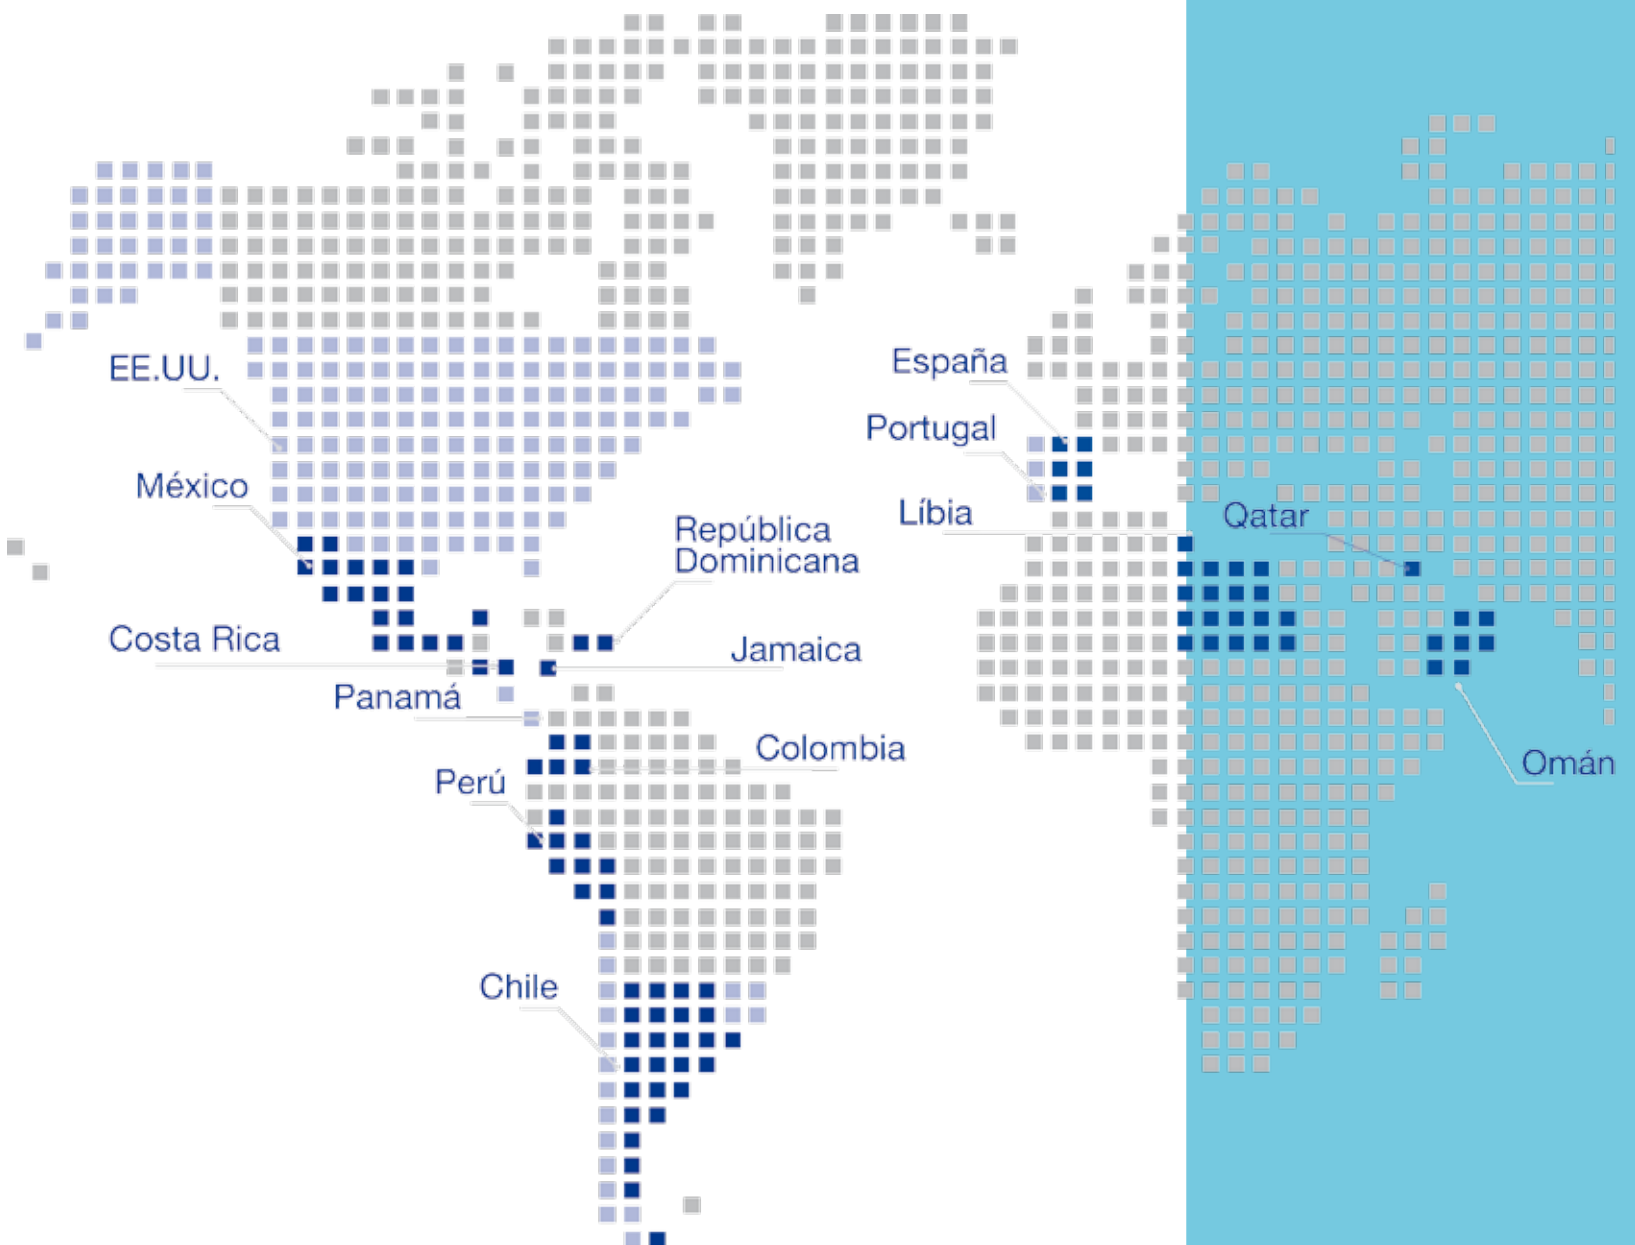 EE.UU.
México
Costa Rica
Panamá
Perú
Chile
República
Dominicana
Jamaica
Colombia
España
Portugal
Líbia
Qatar
Omán